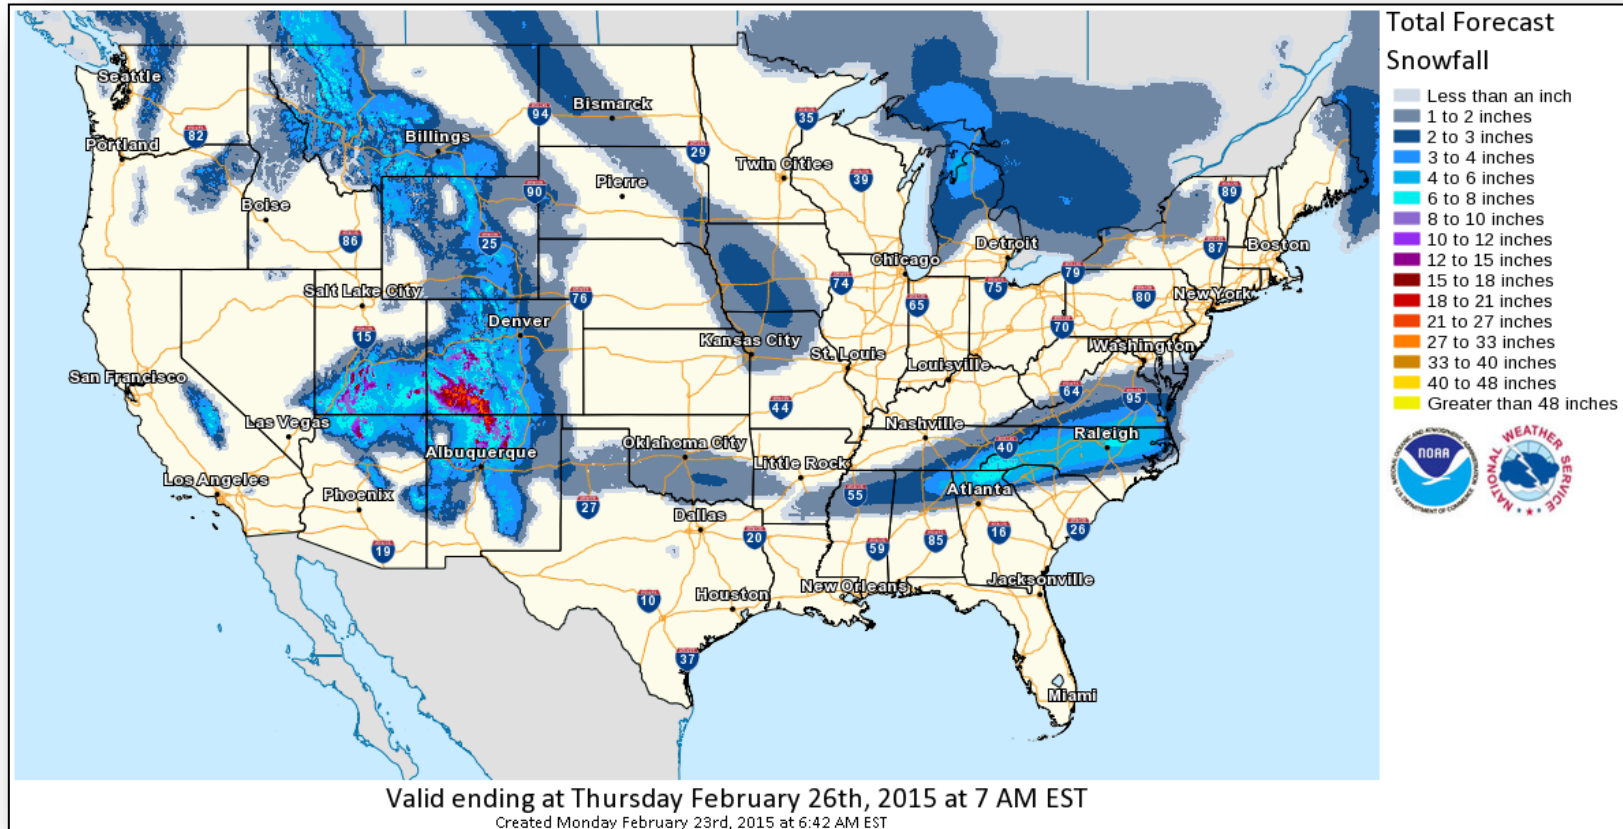 Total Forecast
Snowfall
Less than an inch
1 to 2 inches
2 to 3 inches
3 to 4 inches
4 to 6 inches
6 to 8 inches
8 to 10 inches
10 to 12 inches
12 to 15 inches
15 to 18 inches
18 to 21 inches
21 to 27 inches
27 to 33 inches
33 to 40 inches
40 to 48 inches
Greater than 48 inches
NOAA
NATIONAL WEATHER SERVICE
Seattle
82
Portland
Billings
94
Bismarck
35
29
Twin Cities
39
Pierre
90
Boise
86
25
89
87
Boston
Detroit
Chicago
79
74
75
65
80
New York
Salt Lake City
76
Denver
15
70
Kansas City
St. Louis
Washington
Louisville
San Francisco
64
95
44
Las Vegas
Nashville
Raleigh
40
Oklahoma City
Albuquerque
Little Rock
Los Angeles
Phoenix
55
Atlanta
27
Dallas
20
19
59
85
16
26
Jacksonville
New Orleans
Houston
10
37
Miami
Valid ending at Thursday February 26th, 2015 at 7 AM EST
Created Monday February 23rd, 2015 at 6:42 AM EST